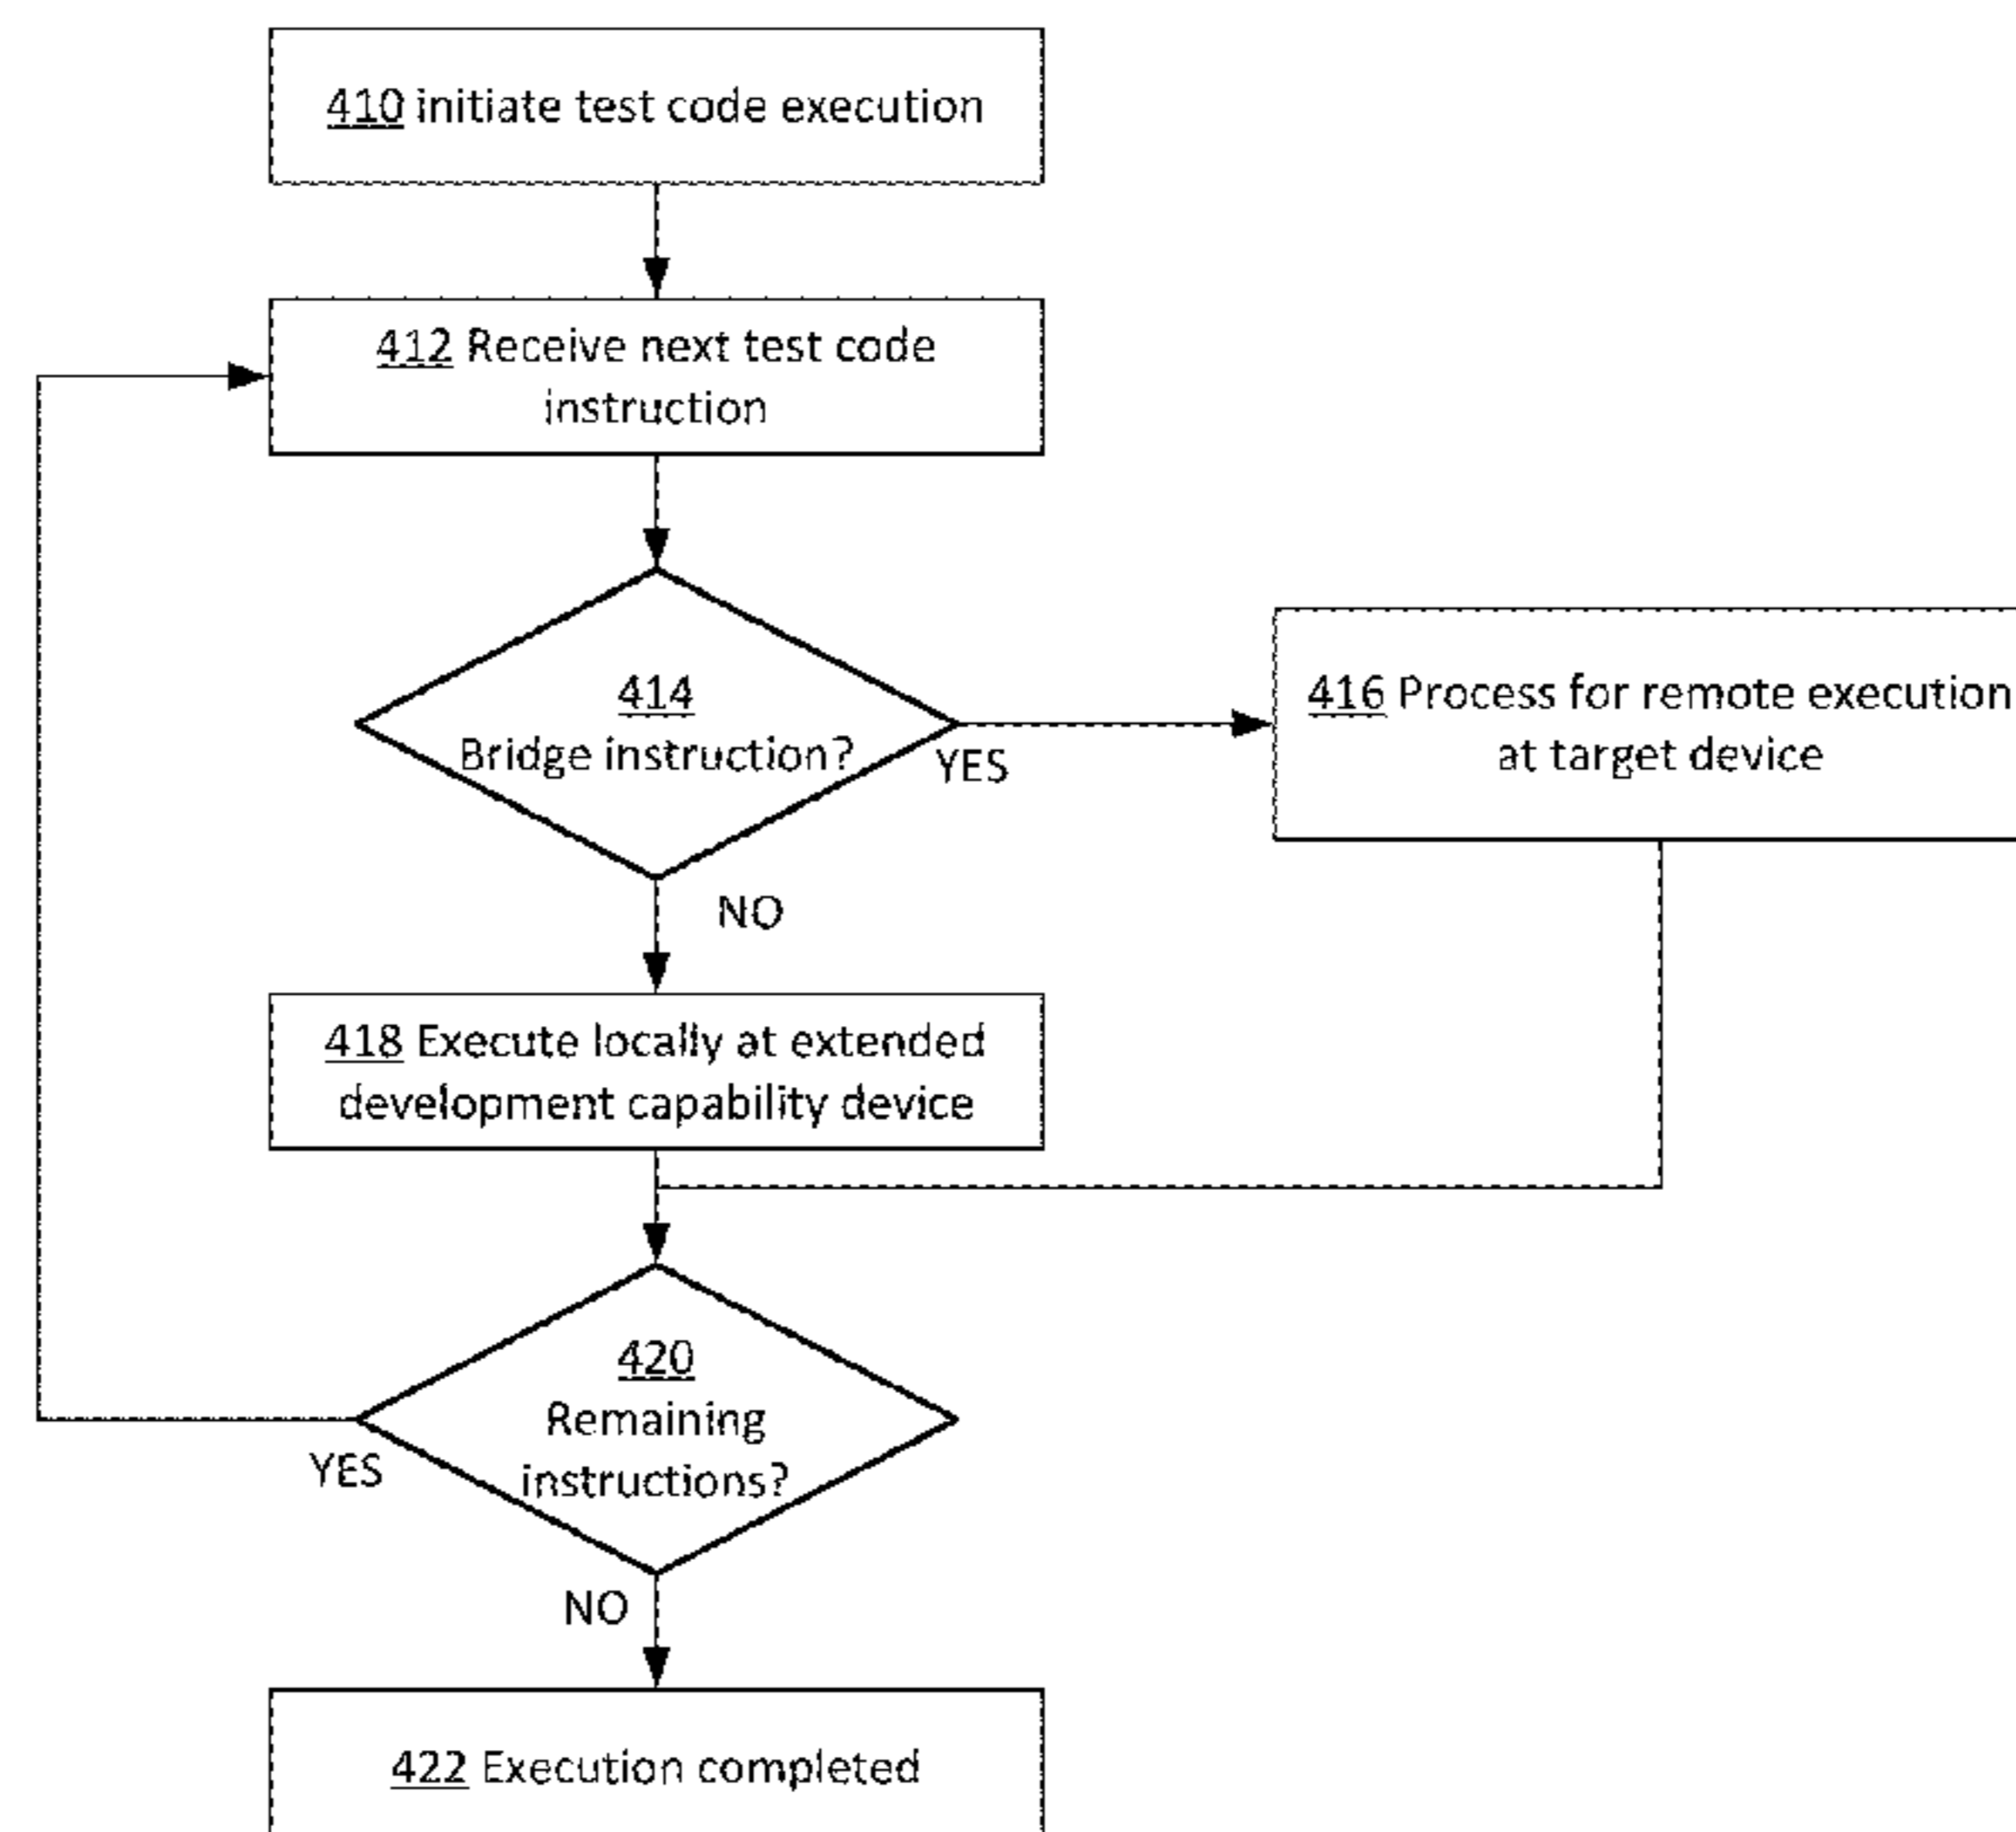 410 initiate test code execution
412 Receive next test code
instruction
414
Bridge instruction?
YES
416 Process for remote execution
at target device
NO
418 Execute locally at extended
development capability device
420
Remaining
instructions?
YES
NO
422 Execution completed